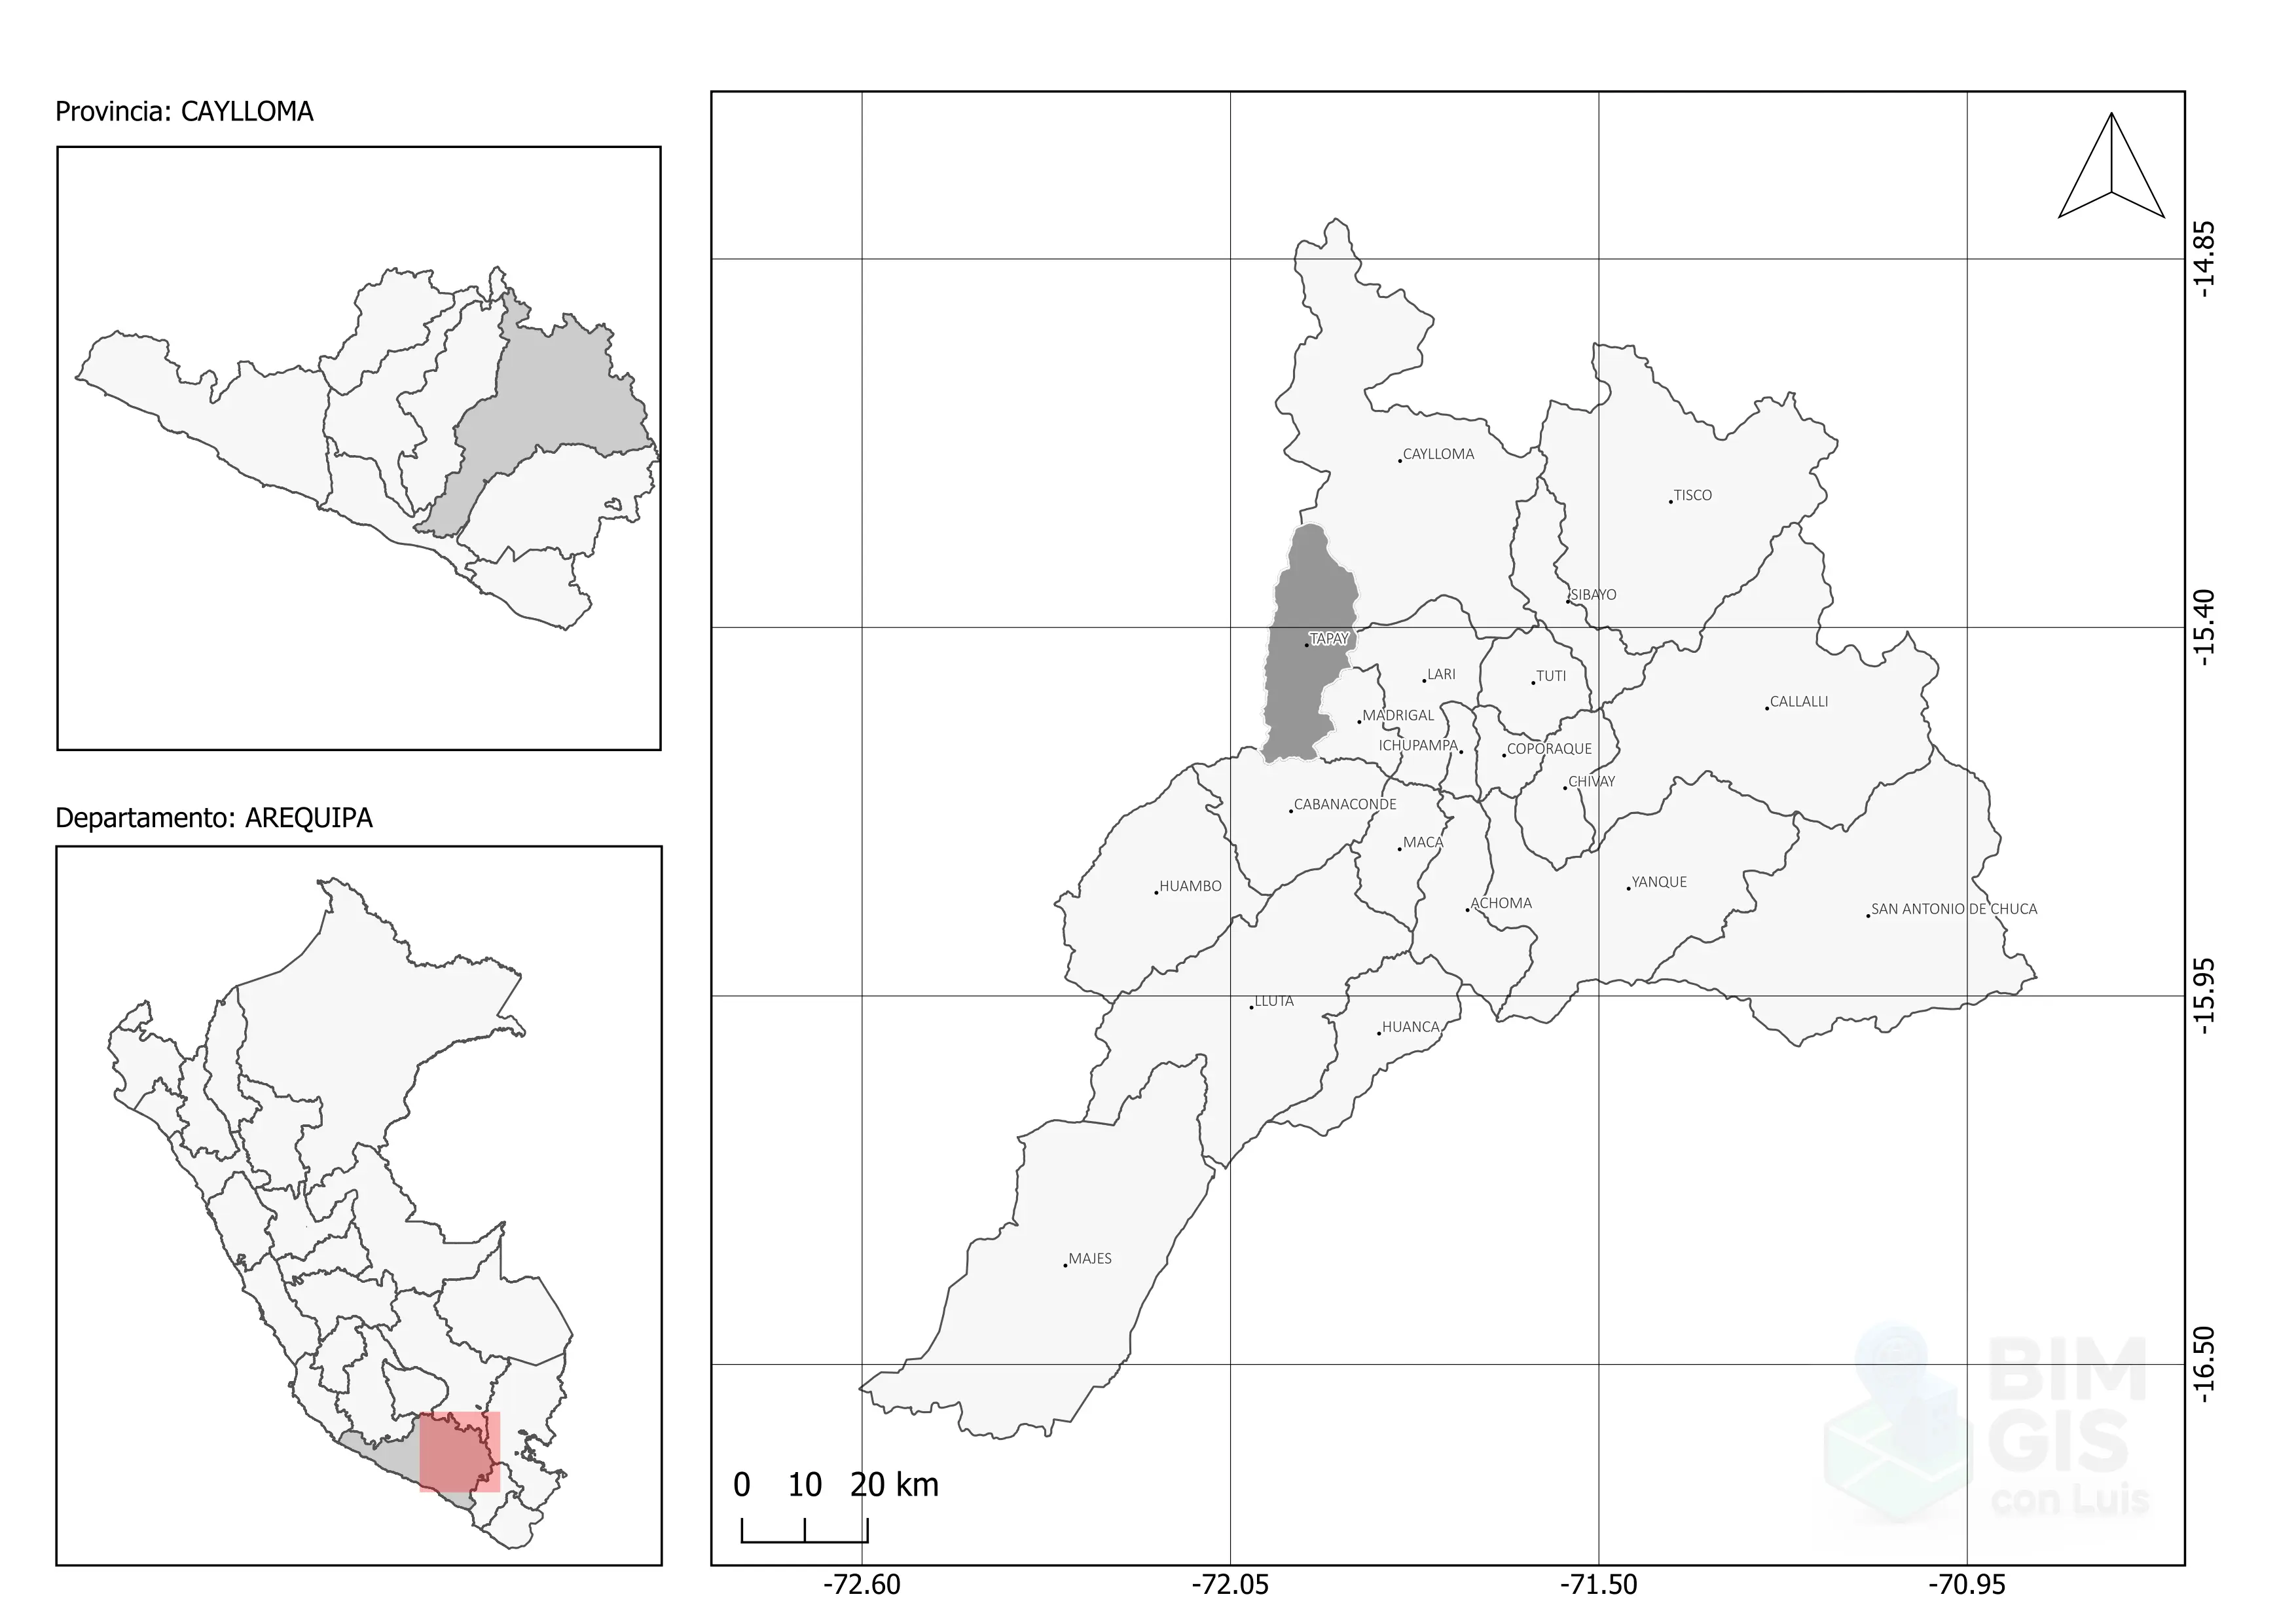 Provincia: CAYLLOMA
Departamento: AREQUIPA
CAYLLOMA
TISCO
SIBAYO
TAPAY
LARI
TUTI
CALLALLI
MADRIGAL
ICHUPAMPA
COPORAQUE
CHIVAY
CABANACONDE
MACA
HUAMBO
YANQUE
ACHOMA
SAN ANTONIO DE CHUCA
LLUTA
HUANCA
MAJES
-14.85
-15.40
-15.95
-16.50
0 10 20 km
-72.60 -72.05 -71.50 -70.95
BIM
GIS
con Luis